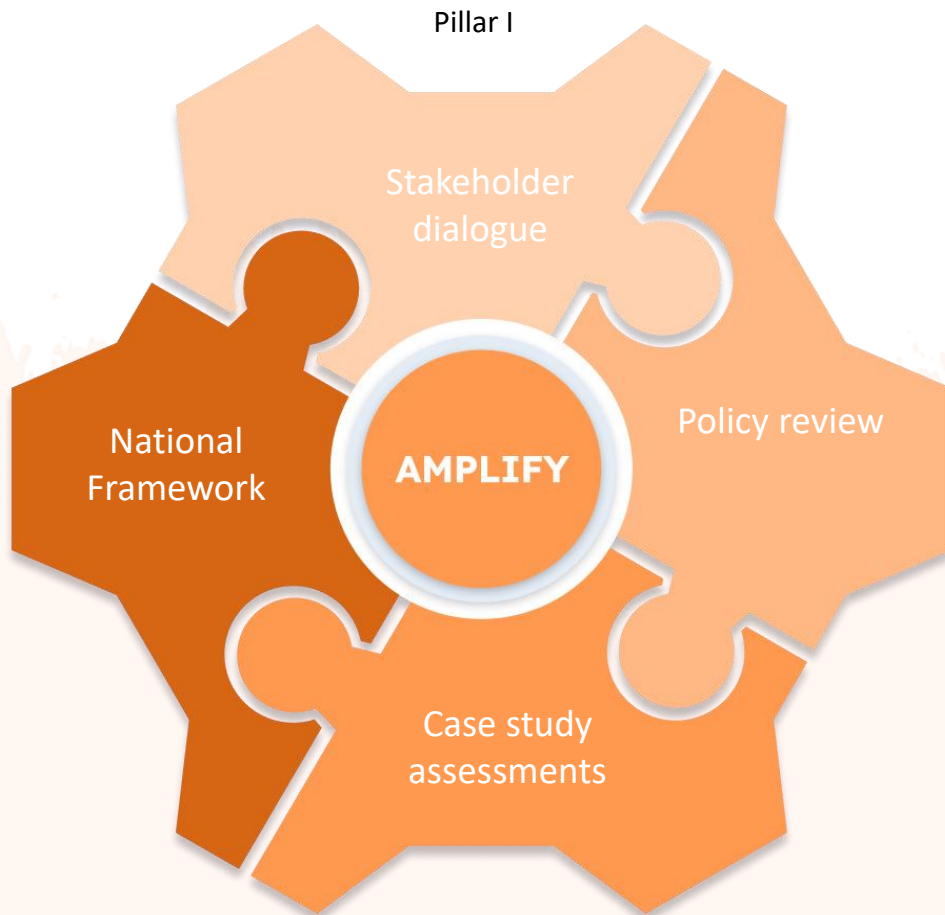 Pillar I
Stakeholder
dialogue
Policy review
National
Framework
AMPLIFY
Case study
assessments